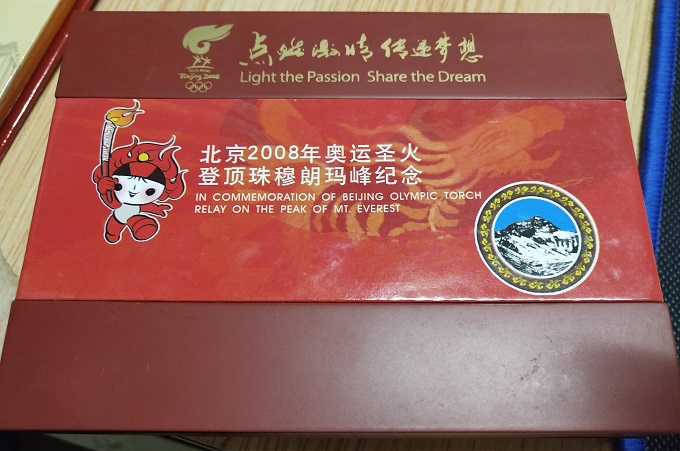 点燃激情 传递梦想
Light the Passion Share the Dream
Beijing 2008
北京2008年奥运圣火
登顶珠穆朗玛峰纪念
IN COMMEMORATION OF BEIJING OLYMPIC TORCH
RELAY ON THE PEAK OF MT. EVEREST